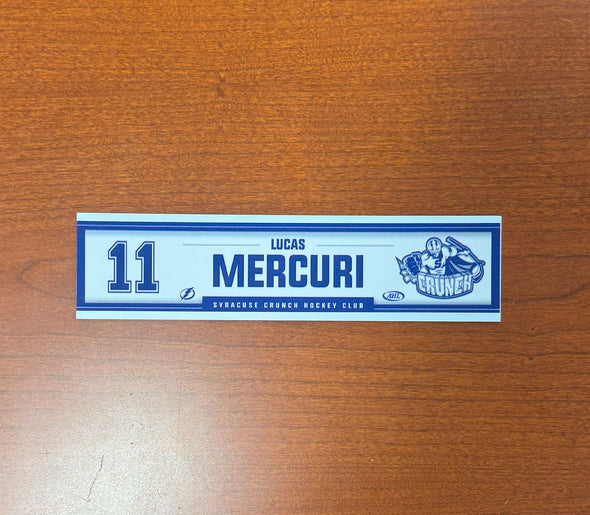 11
LUCAS
MERCURI
SYRACUSE CRUNCH HOCKEY CLUB
AHL
S
CRUNCH